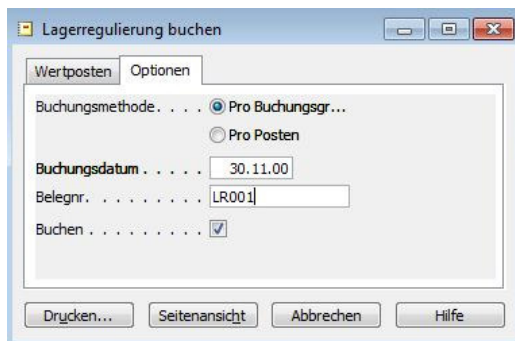 Lagerregulierung buchen
Wertposten Optionen
Buchungsmethode. . . . Pro Buchungsgr...
Pro Posten
Buchungsdatum . . . . . 30.11.00
Belegnr. . . . . . . . . . LR001
Buchen . . . . . . . . . .
Drucken... Seitenansicht Abbrechen Hilfe